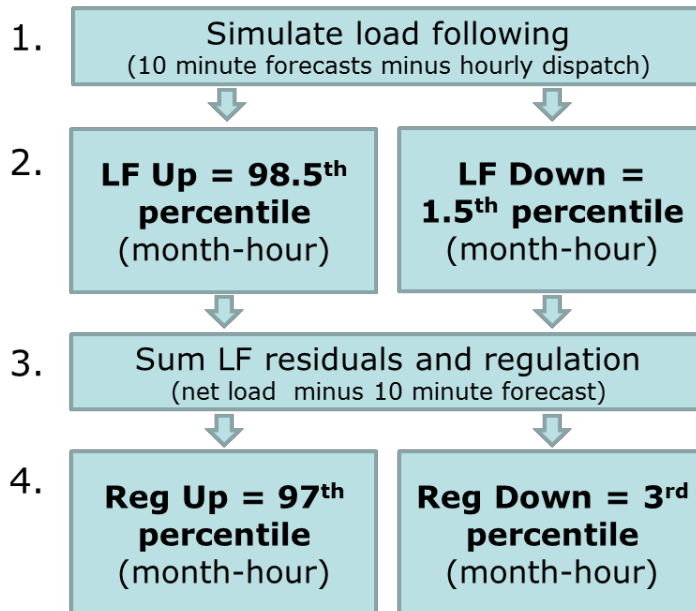 1.
Simulate load following
(10 minute forecasts minus hourly dispatch)
2.
LF Up = 98.5th
percentile
(month-hour)
LF Down =
1.5th percentile
(month-hour)
3.
Sum LF residuals and regulation
(net load minus 10 minute forecast)
4.
Reg Up = 97th
percentile
(month-hour)
Reg Down = 3rd
percentile
(month-hour)